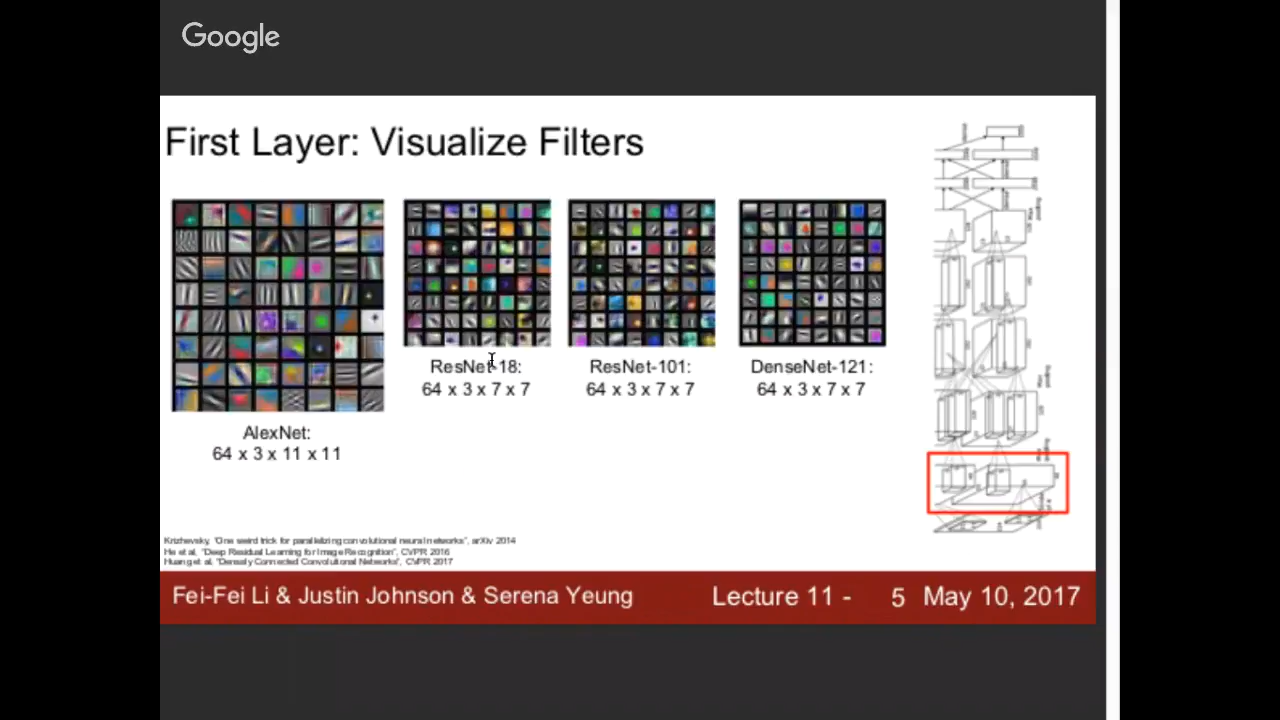 Google
First Layer: Visualize Filters
ResNet-18:
64 x 3 x 7 x 7
ResNet-101:
64 x 3 x 7 x 7
DenseNet-121:
64 x 3 x 7 x 7
AlexNet:
64 x 3 x 11 x 11
Krizhevsky, "One weird trick for parallelizing convolutional neural networks", arXiv 2014
He et al, "Deep Residual Learning for Image Recognition", CVPR 2016
Huang et al, "Densely Connected Convolutional Networks", CVPR 2017
Fei-Fei Li & Justin Johnson & Serena Yeung
Lecture 11 - 5 May 10, 2017